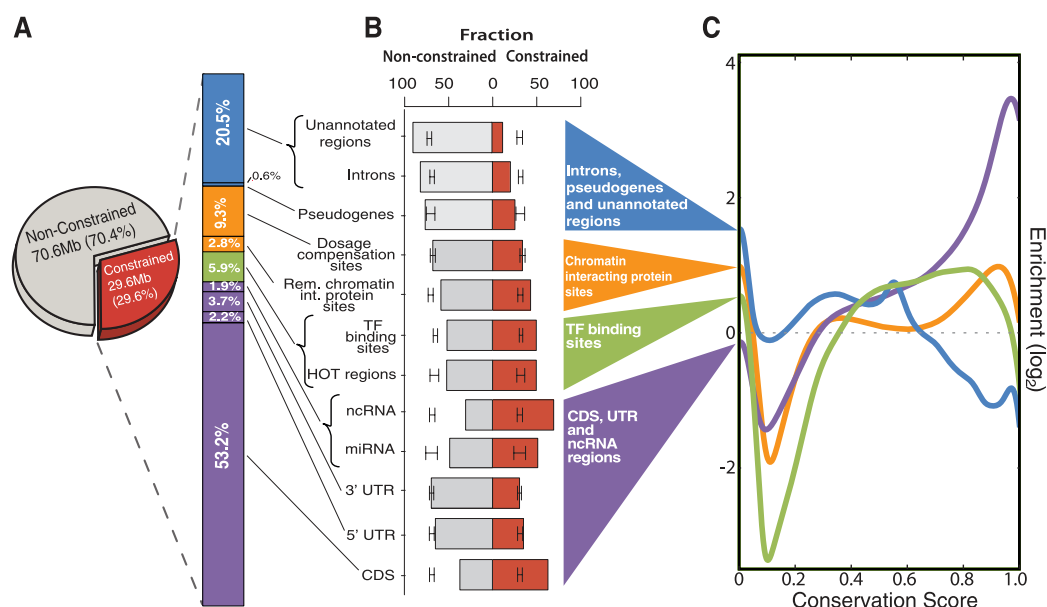 A
B
C
Non-Constrained
70.6Mb (70.4%)
Constrained
29.6Mb
(29.6%)
20.5%
0.6%
9.3%
2.8%
5.9%
1.9%
3.7%
2.2%
53.2%
Fraction
Non-constrained
Constrained
100
50
0
50
100
Unannotated
regions
Introns
Pseudogenes
Dosage
compensation
sites
Rem. chromatin
int. protein
sites
TF
binding
sites
HOT regions
ncRNA
miRNA
3' UTR
5' UTR
CDS
Introns,
pseudogenes
and unannotated
regions
Chromatin
interacting protein
sites
TF binding
sites
CDS, UTR
and
ncRNA
regions
4
2
0
-2
0
0.2
0.4
0.6
0.8
1.0
Conservation Score
Enrichment (log2)